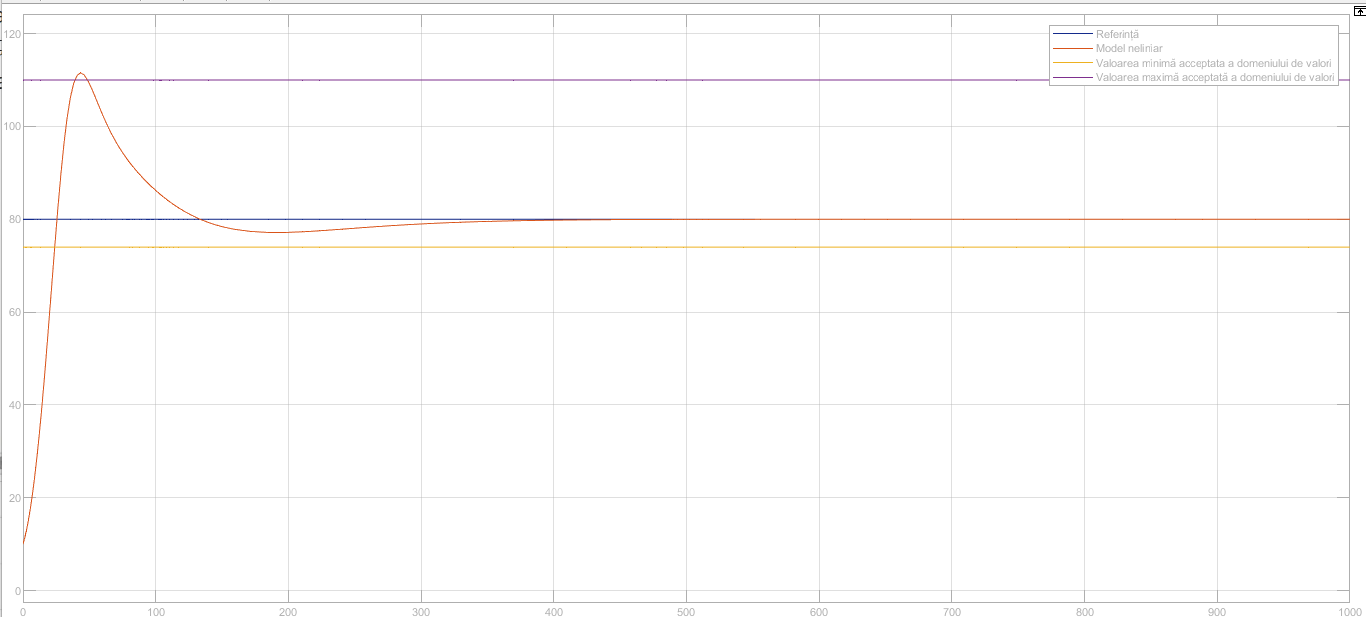 120
100
80
60
40
20
0
0 100 200 300 400 500 600 700 800 900 1000
Referință
Model neliniar
Valoarea minimă acceptata a domeniului de valori
Valoarea maximă acceptată a domeniului de valori